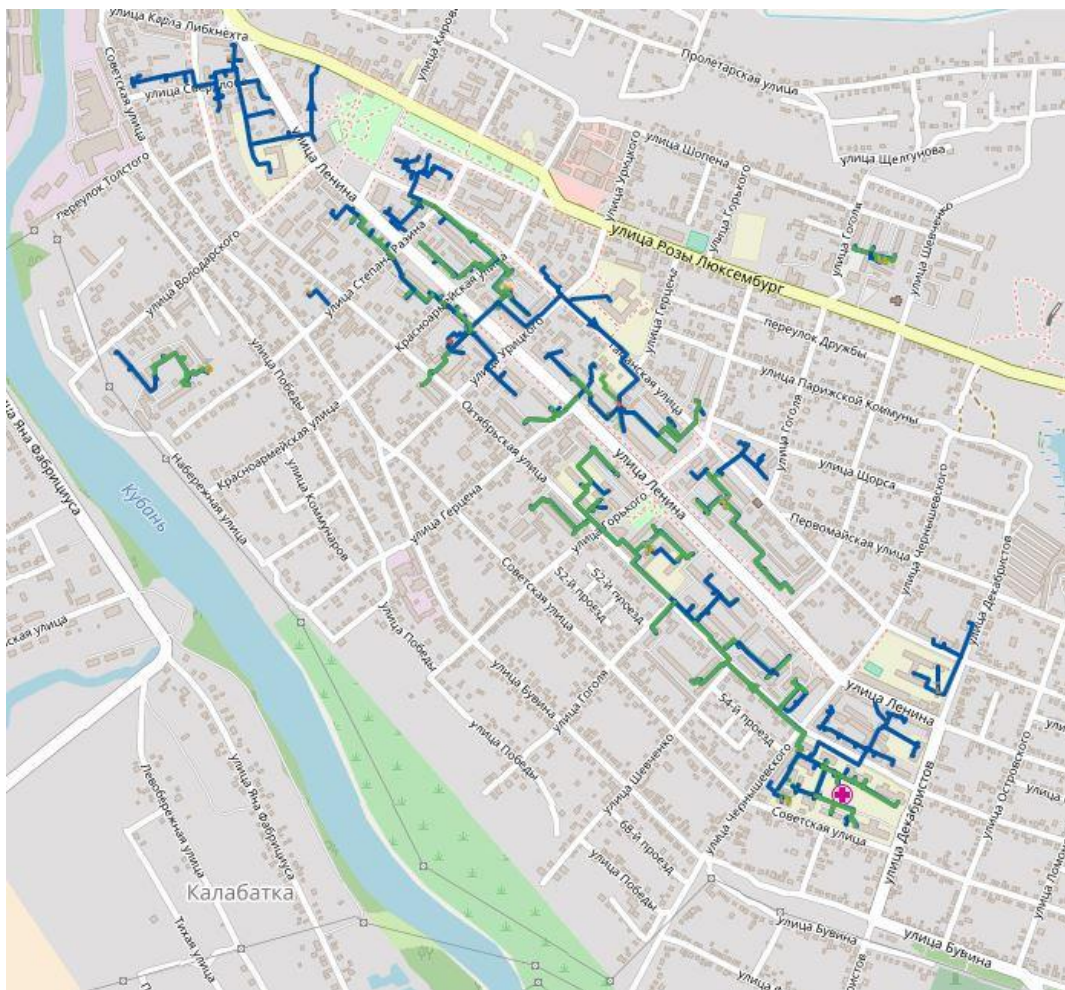 улица Карла Либкнехта
улица Кировa
Пролетарская улица
Советская улица
улица Шопена
улица Щелгунова
улица Ленина
улица Урицкого
улица Горького
переулок Толстого
улица Гоголя
улица Шевченко
улица Розы Люксембург
улица Володарского
улица Степана Разина
Красноармейская улица
улица Герцена
переулок Дружбы
улица Урицкого
улица Парижской Коммуны
улица Победы
улица Гоголя
Октябрьская улица
Красноармейская улица
улица Щорса
улица Яна Фабрициуса
Кубань
Набережная улица
улица Коммунаров
улица Герцена
улица Ленина
улица Горького
Первомайская улица
улица Чернышевского
улица Декабристов
52-й проезд
52-й проезд
Советская улица
улица Победы
улица Бувина
улица Гоголя
улица Ленина
54-й проезд
улица Победы
улица Шевченко
улица Чернышевского
улица Островского
улица Декабристов
Советская улица
Левобережная улица
улица Яна Фабрициуса
68-й проезд
улица Победы
Калабатка
Тихая улица
улица Бувина
улица Бувина